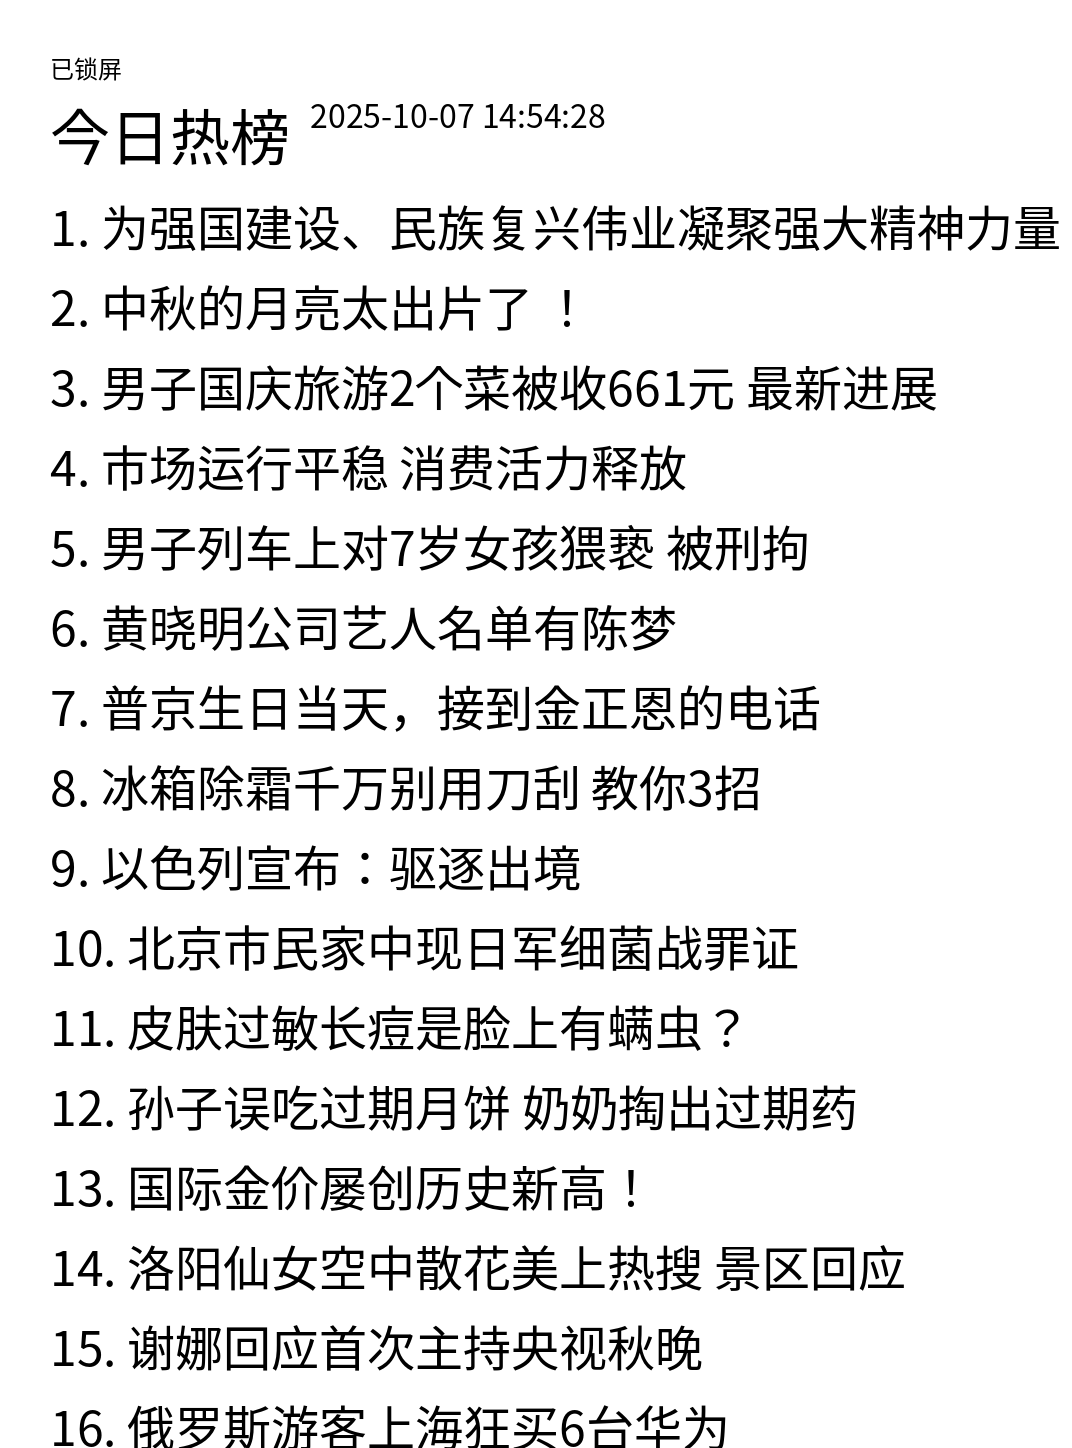 已锁屏
今日热榜 2025-10-07 14:54:28
1. 为强国建设、民族复兴伟业凝聚强大精神力量
2. 中秋的月亮太出片了 ！
3. 男子国庆旅游2个菜被收661元 最新进展
4. 市场运行平稳 消费活力释放
5. 男子列车上对7岁女孩猥亵 被刑拘
6. 黄晓明公司艺人名单有陈梦
7. 普京生日当天，接到金正恩的电话
8. 冰箱除霜千万别用刀刮 教你3招
9. 以色列宣布：驱逐出境
10. 北京市民家中现日军细菌战罪证
11. 皮肤过敏长痘是脸上有螨虫？
12. 孙子误吃过期月饼 奶奶掏出过期药
13. 国际金价屡创历史新高！
14. 洛阳仙女空中散花美上热搜 景区回应
15. 谢娜回应首次主持央视秋晚
16. 俄罗斯游客上海狂买6台华为